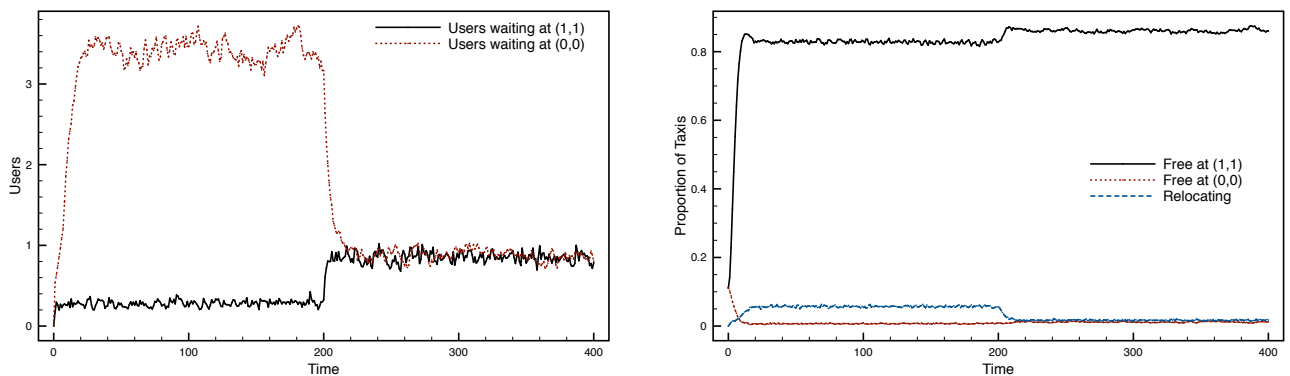 Users waiting at (1,1)
Users waiting at (0,0)
Users
3
2
1
0
0
100
200
300
400
Time
Proportion of Taxis
0.8
0.6
0.4
0.2
0
Free at (1,1)
Free at (0,0)
Relocating
0
100
200
300
400
Time